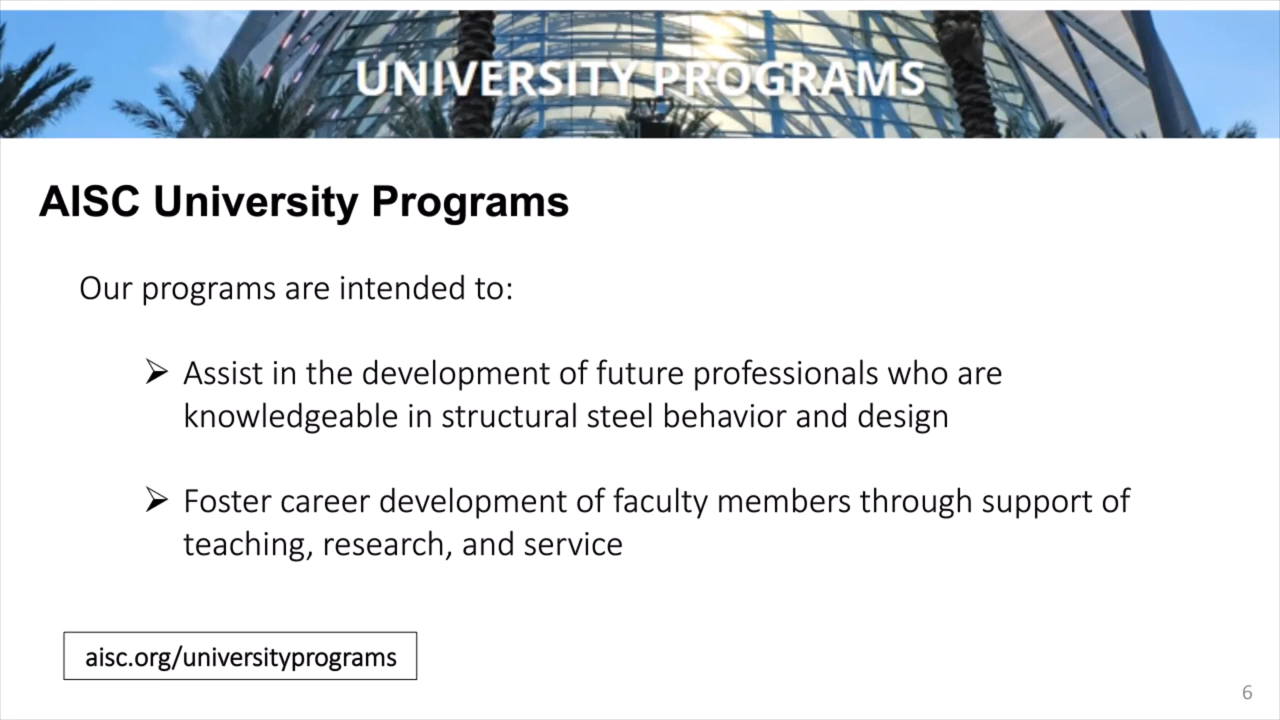 UNIVERSITY PROGRAMS
AISC University Programs
Our programs are intended to:
➢ Assist in the development of future professionals who are
knowledgeable in structural steel behavior and design
➢ Foster career development of faculty members through support of
teaching, research, and service
aisc.org/universityprograms
6